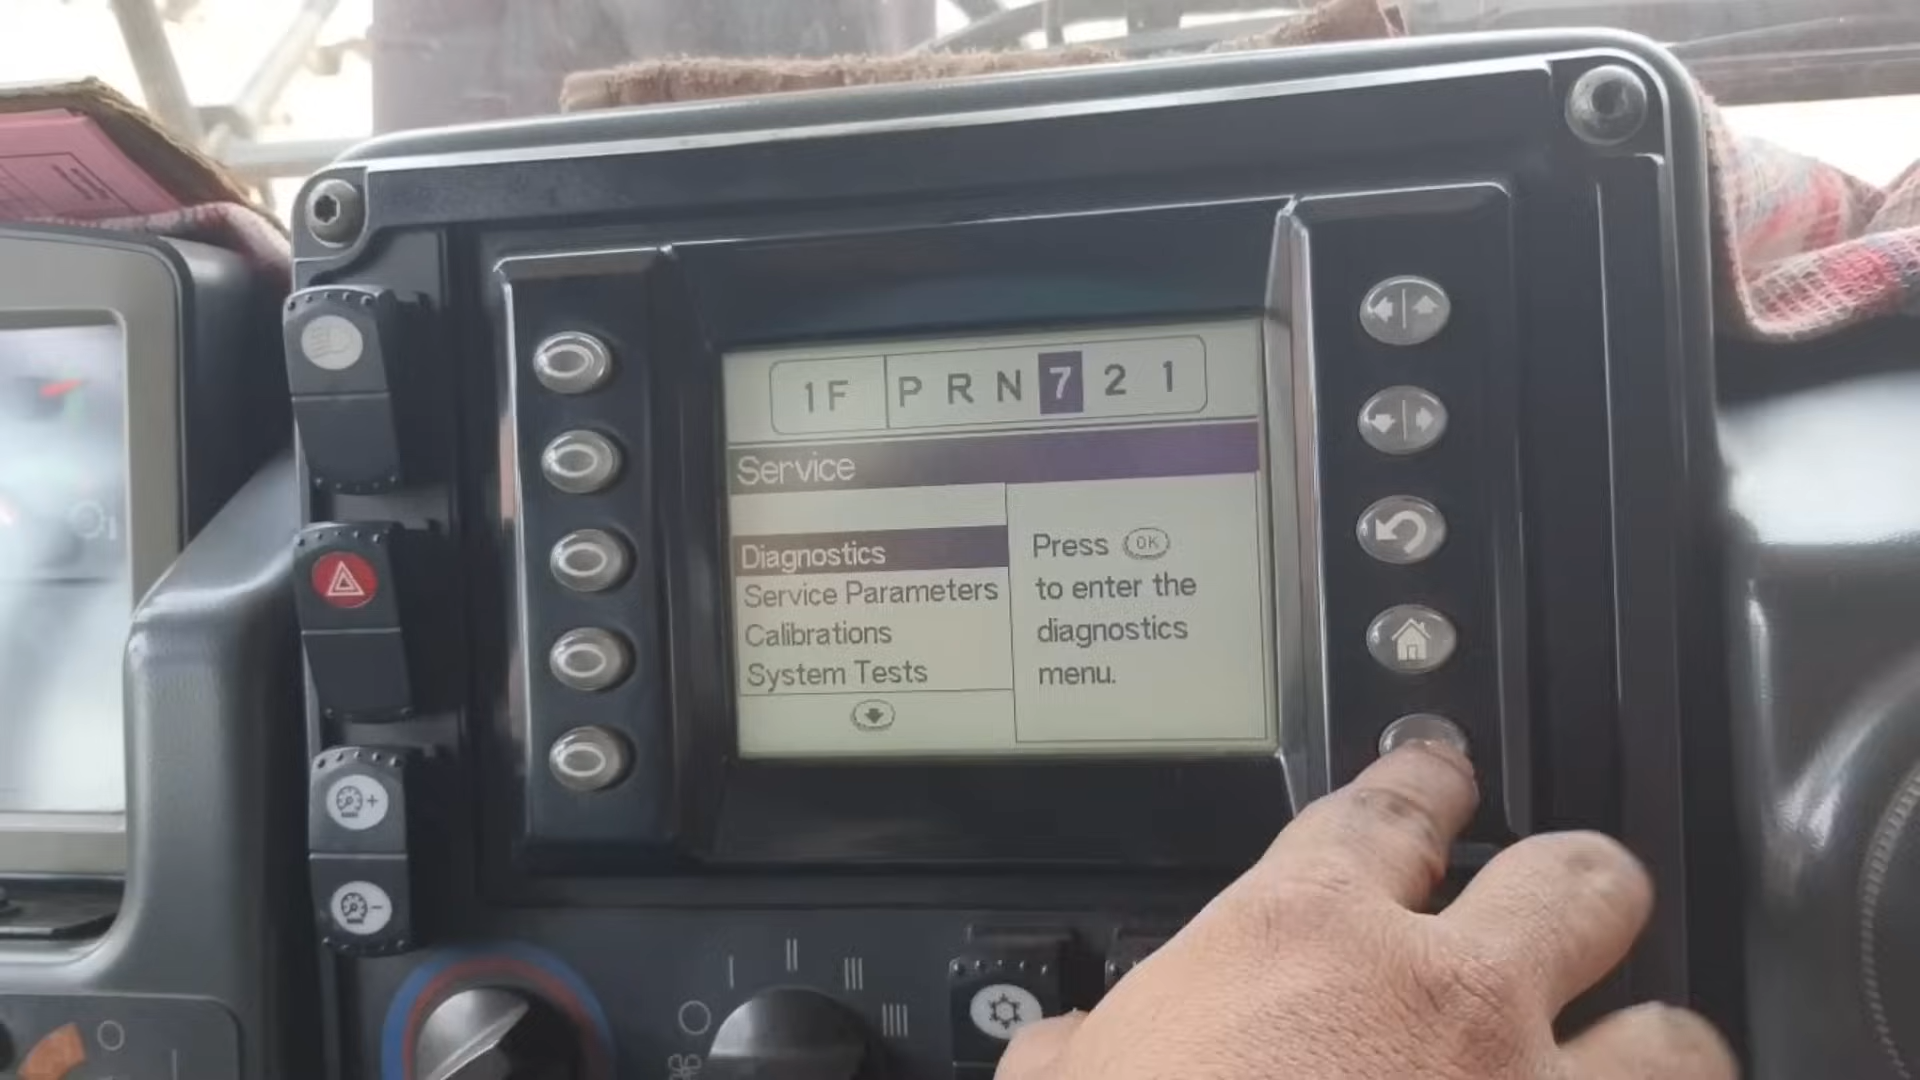 1F P R N 7 2 1
Service
Diagnostics
Service Parameters
Calibrations
System Tests
Press OK
to enter the
diagnostics
menu.